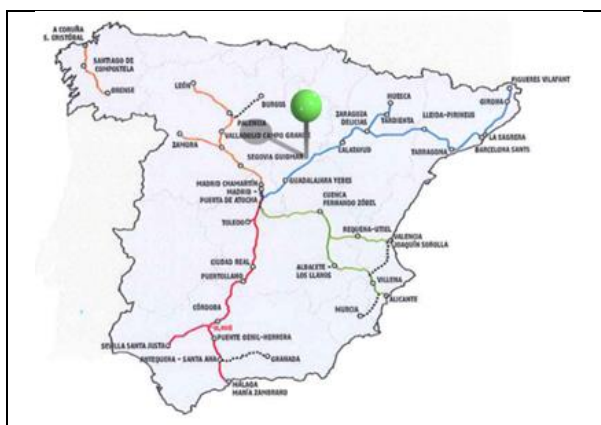 A CORUÑA
S. CRISTÓBAL
SANTIAGO DE
COMPOSTELA
ORENSE
LEÓN
BURGOS
PALENCIA
VALLADOLID CAMPO GRANDE
ZAMORA
SEGOVIA GUIOMAR
HUESCA
ZARAGOZA
DELICIAS
TARDIENTA
LLEIDA-PIRINEUS
FIGUERES VILAFANT
GIRONA
LA SAGRERA
BARCELONA SANTS
TARRAGONA
CALATAYUD
GUADALAJARA YEBES
MADRID CHAMARTÍN
MADRID -
PUERTA DE ATOCHA
CUENCA
FERNANDO ZÓBEL
TOLEDO
REQUENA-UTIEL
VALENCIA
JOAQUÍN SOROLLA
CIUDAD REAL
PUERTOLLANO
ALBACETE -
LOS LLANOS
VILLENA
ALICANTE
MURCIA
CÓRDOBA
PUENTE GENIL-HERRERA
SEVILLA SANTA JUSTA
ANTEQUERA - SANTA ANA
GRANADA
MÁLAGA
MARÍA ZAMBRANO